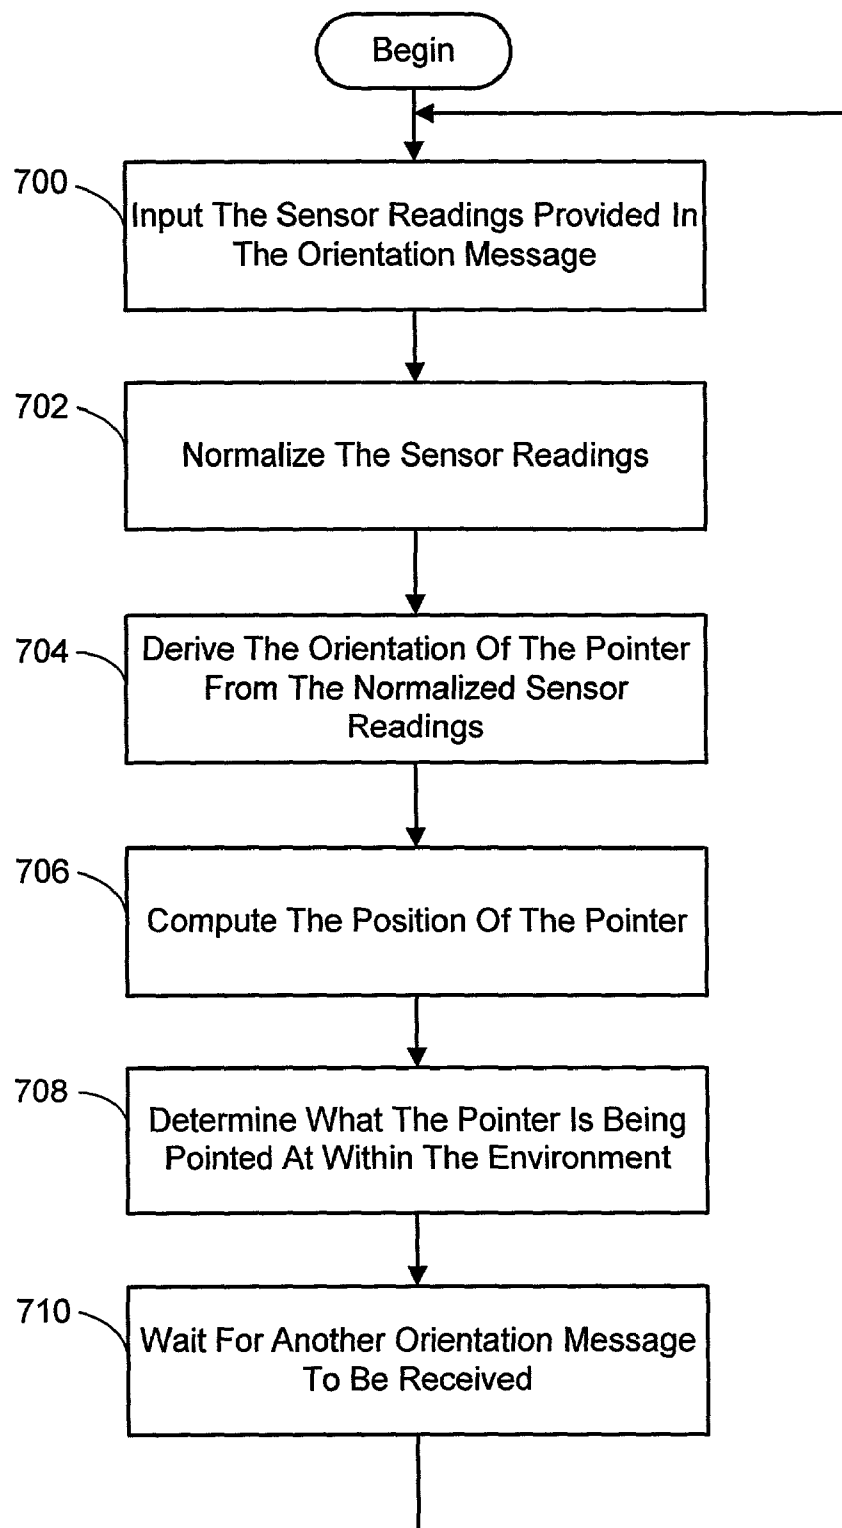 Begin
700
Input The Sensor Readings Provided In
The Orientation Message
702
Normalize The Sensor Readings
704
Derive The Orientation Of The Pointer
From The Normalized Sensor
Readings
706
Compute The Position Of The Pointer
708
Determine What The Pointer Is Being
Pointed At Within The Environment
710
Wait For Another Orientation Message
To Be Received